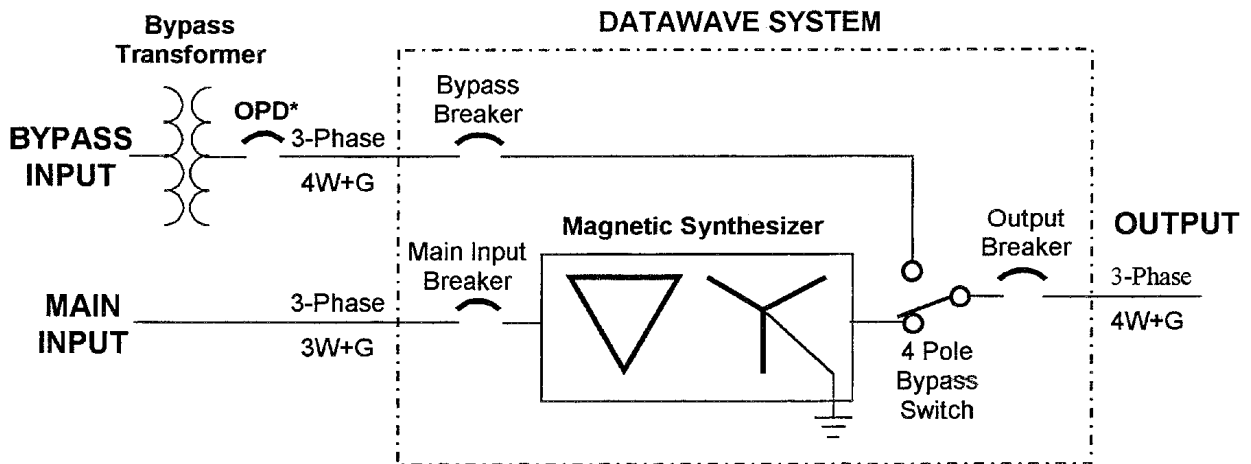 DATAWAVE SYSTEM
Bypass
Transformer
OPD*
BYPASS
INPUT
3-Phase
4W+G
Bypass
Breaker
Magnetic Synthesizer
Main Input
Breaker
MAIN
INPUT
3-Phase
3W+G
4 Pole
Bypass
Switch
Output
Breaker
OUTPUT
3-Phase
4W+G